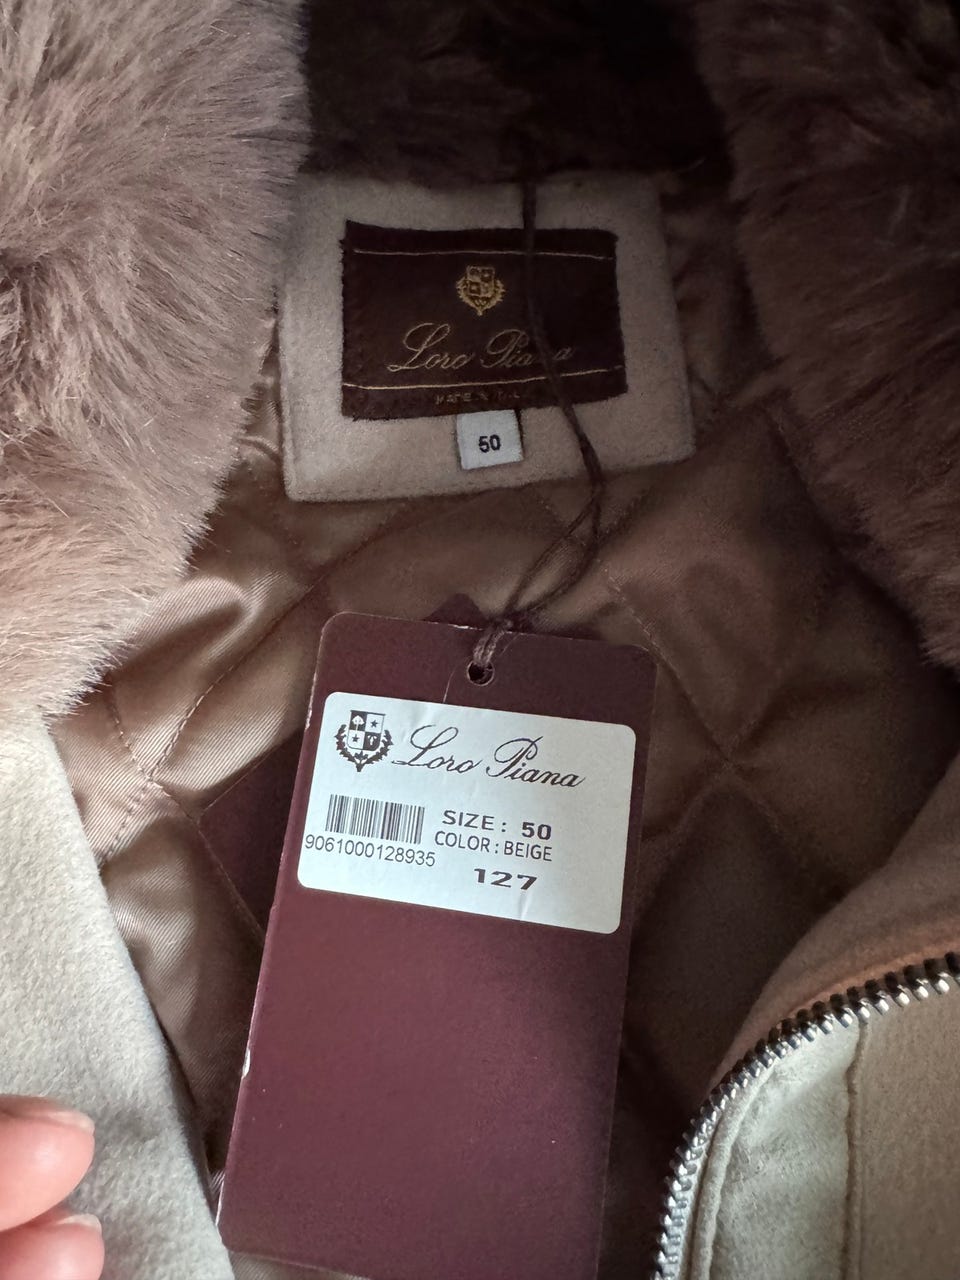 Loro Piana
50
Loro Piana
SIZE : 50
COLOR : BEIGE
9061000128935
127